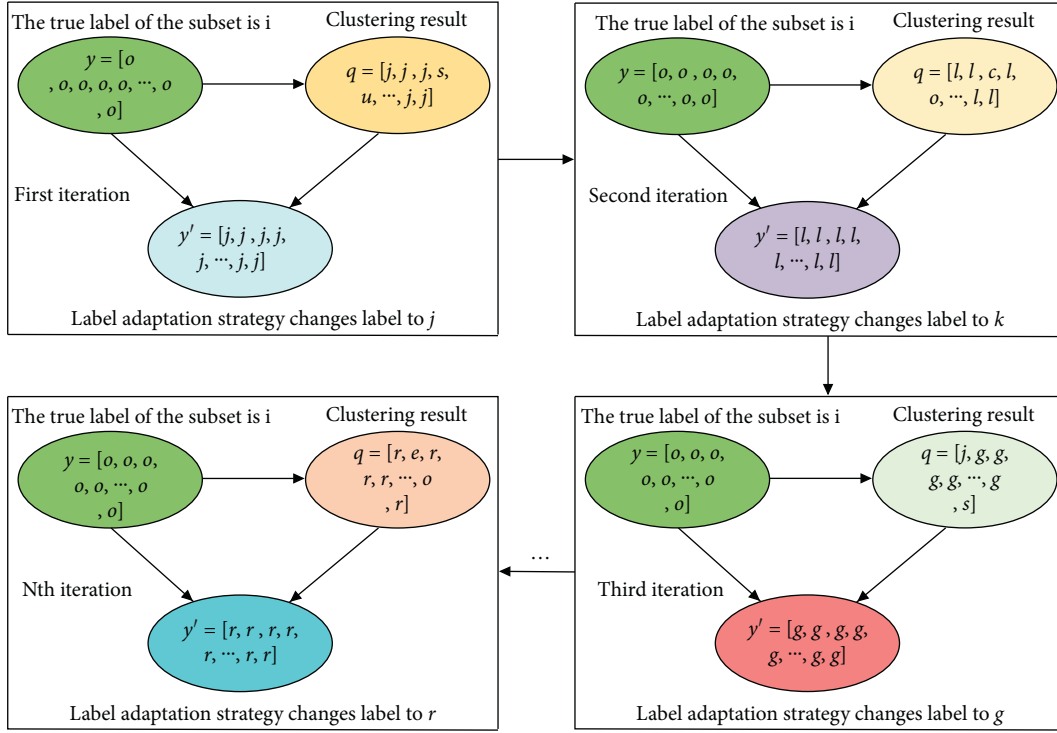 The true label of the subset is i
Clustering result
y = [o
, o, o, o, o, ···, o
, o]
q = [j, j , j, s,
u, ···, j, j]
First iteration
y′ = [j, j , j, j,
j, ···, j, j]
Label adaptation strategy changes label to j
The true label of the subset is i
Clustering result
y = [o, o , o, o,
o, ···, o, o]
q = [l, l , c, l,
o, ···, l, l]
Second iteration
y′ = [l, l , l, l,
l, ···, l, l]
Label adaptation strategy changes label to k
The true label of the subset is i
Clustering result
y = [o, o, o,
o, o, ···, o
, o]
q = [j, g, g,
g, g, ···, g
, s]
Third iteration
y′ = [g, g , g, g,
g, ···, g, g]
Label adaptation strategy changes label to g
...
The true label of the subset is i
Clustering result
y = [o, o, o,
o, o, ···, o
, o]
q = [r, e, r,
r, r, ···, o
, r]
Nth iteration
y′ = [r, r , r, r,
r, ···, r, r]
Label adaptation strategy changes label to r